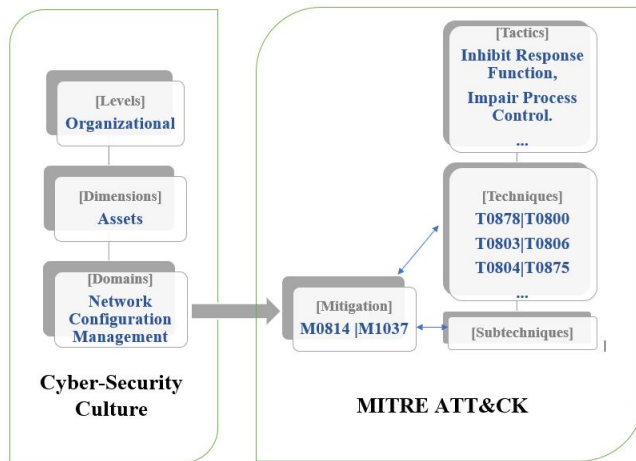 [Levels]
Organizational
[Dimensions]
Assets
[Domains]
Network
Configuration
Management
Cyber-Security
Culture
[Tactics]
Inhibit Response
Function,
Impair Process
Control.
...
[Techniques]
T0878|T0800
T0803|T0806
T0804|T0875
...
[Mitigation]
M0814 |M1037
[Subtechniques]
|
MITRE ATT&CK